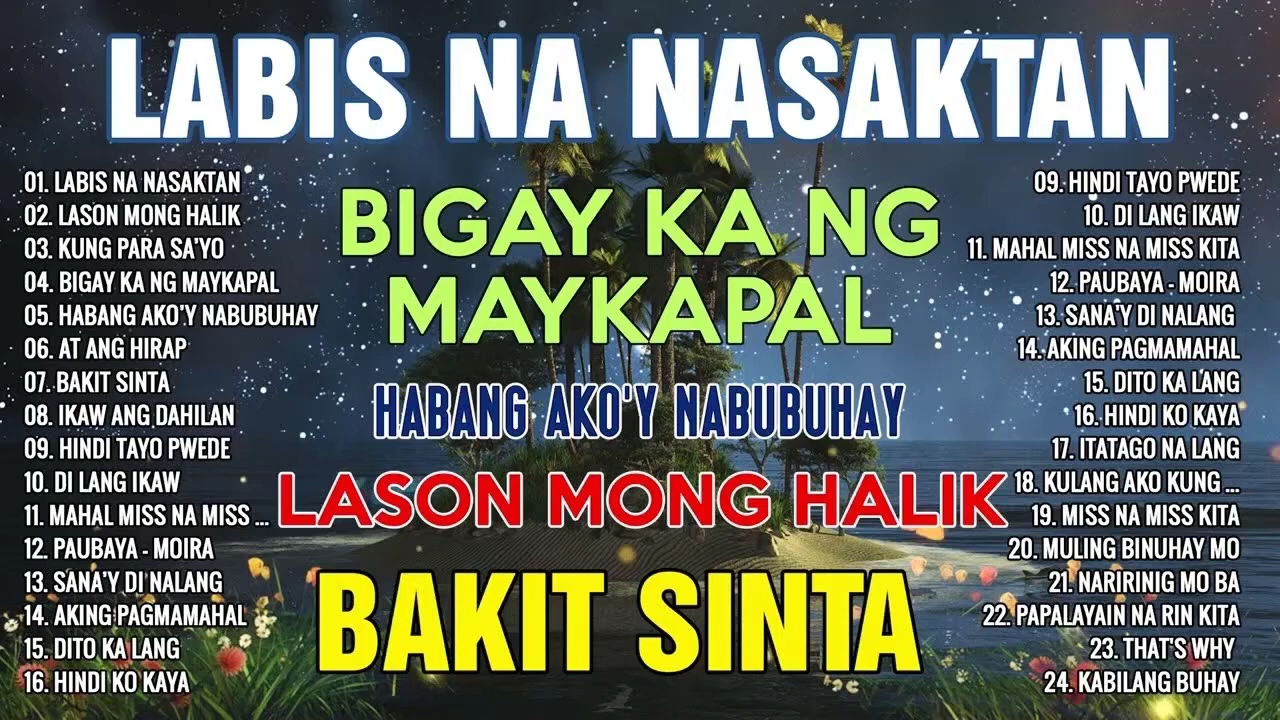 LABIS NA NASAKTAN
01. LABIS NA NASAKTAN
02. LASON MONG HALIK
03. KUNG PARA SA'YO
04. BIGAY KA NG MAYKAPAL
05. HABANG AKO'Y NABUBUHAY
06. AT ANG HIRAP
07. BAKIT SINTA
08. IKAW ANG DAHILAN
09. HINDI TAYO PWEDE
10. DI LANG IKAW
11. MAHAL MISS NA MISS ...
12. PAUBAYA - MOIRA
13. SANA'Y DI NALANG
14. AKING PAGMAMAHAL
15. DITO KA LANG
16. HINDI KO KAYA
BIGAY KA NG
MAYKAPAL
HABANG AKO'Y NABUBUHAY
LASON MONG HALIK
BAKIT SINTA
09. HINDI TAYO PWEDE
10. DI LANG IKAW
11. MAHAL MISS NA MISS KITA
12. PAUBAYA - MOIRA
13. SANA'Y DI NALANG
14. AKING PAGMAMAHAL
15. DITO KA LANG
16. HINDI KO KAYA
17. ITATAGO NA LANG
18. KULANG AKO KUNG ...
19. MISS NA MISS KITA
20. MULING BINUHAY MO
21. NARIRINIG MO BA
22. PAPALAYAIN NA RIN KITA
23. THAT'S WHY
24. KABILANG BUHAY